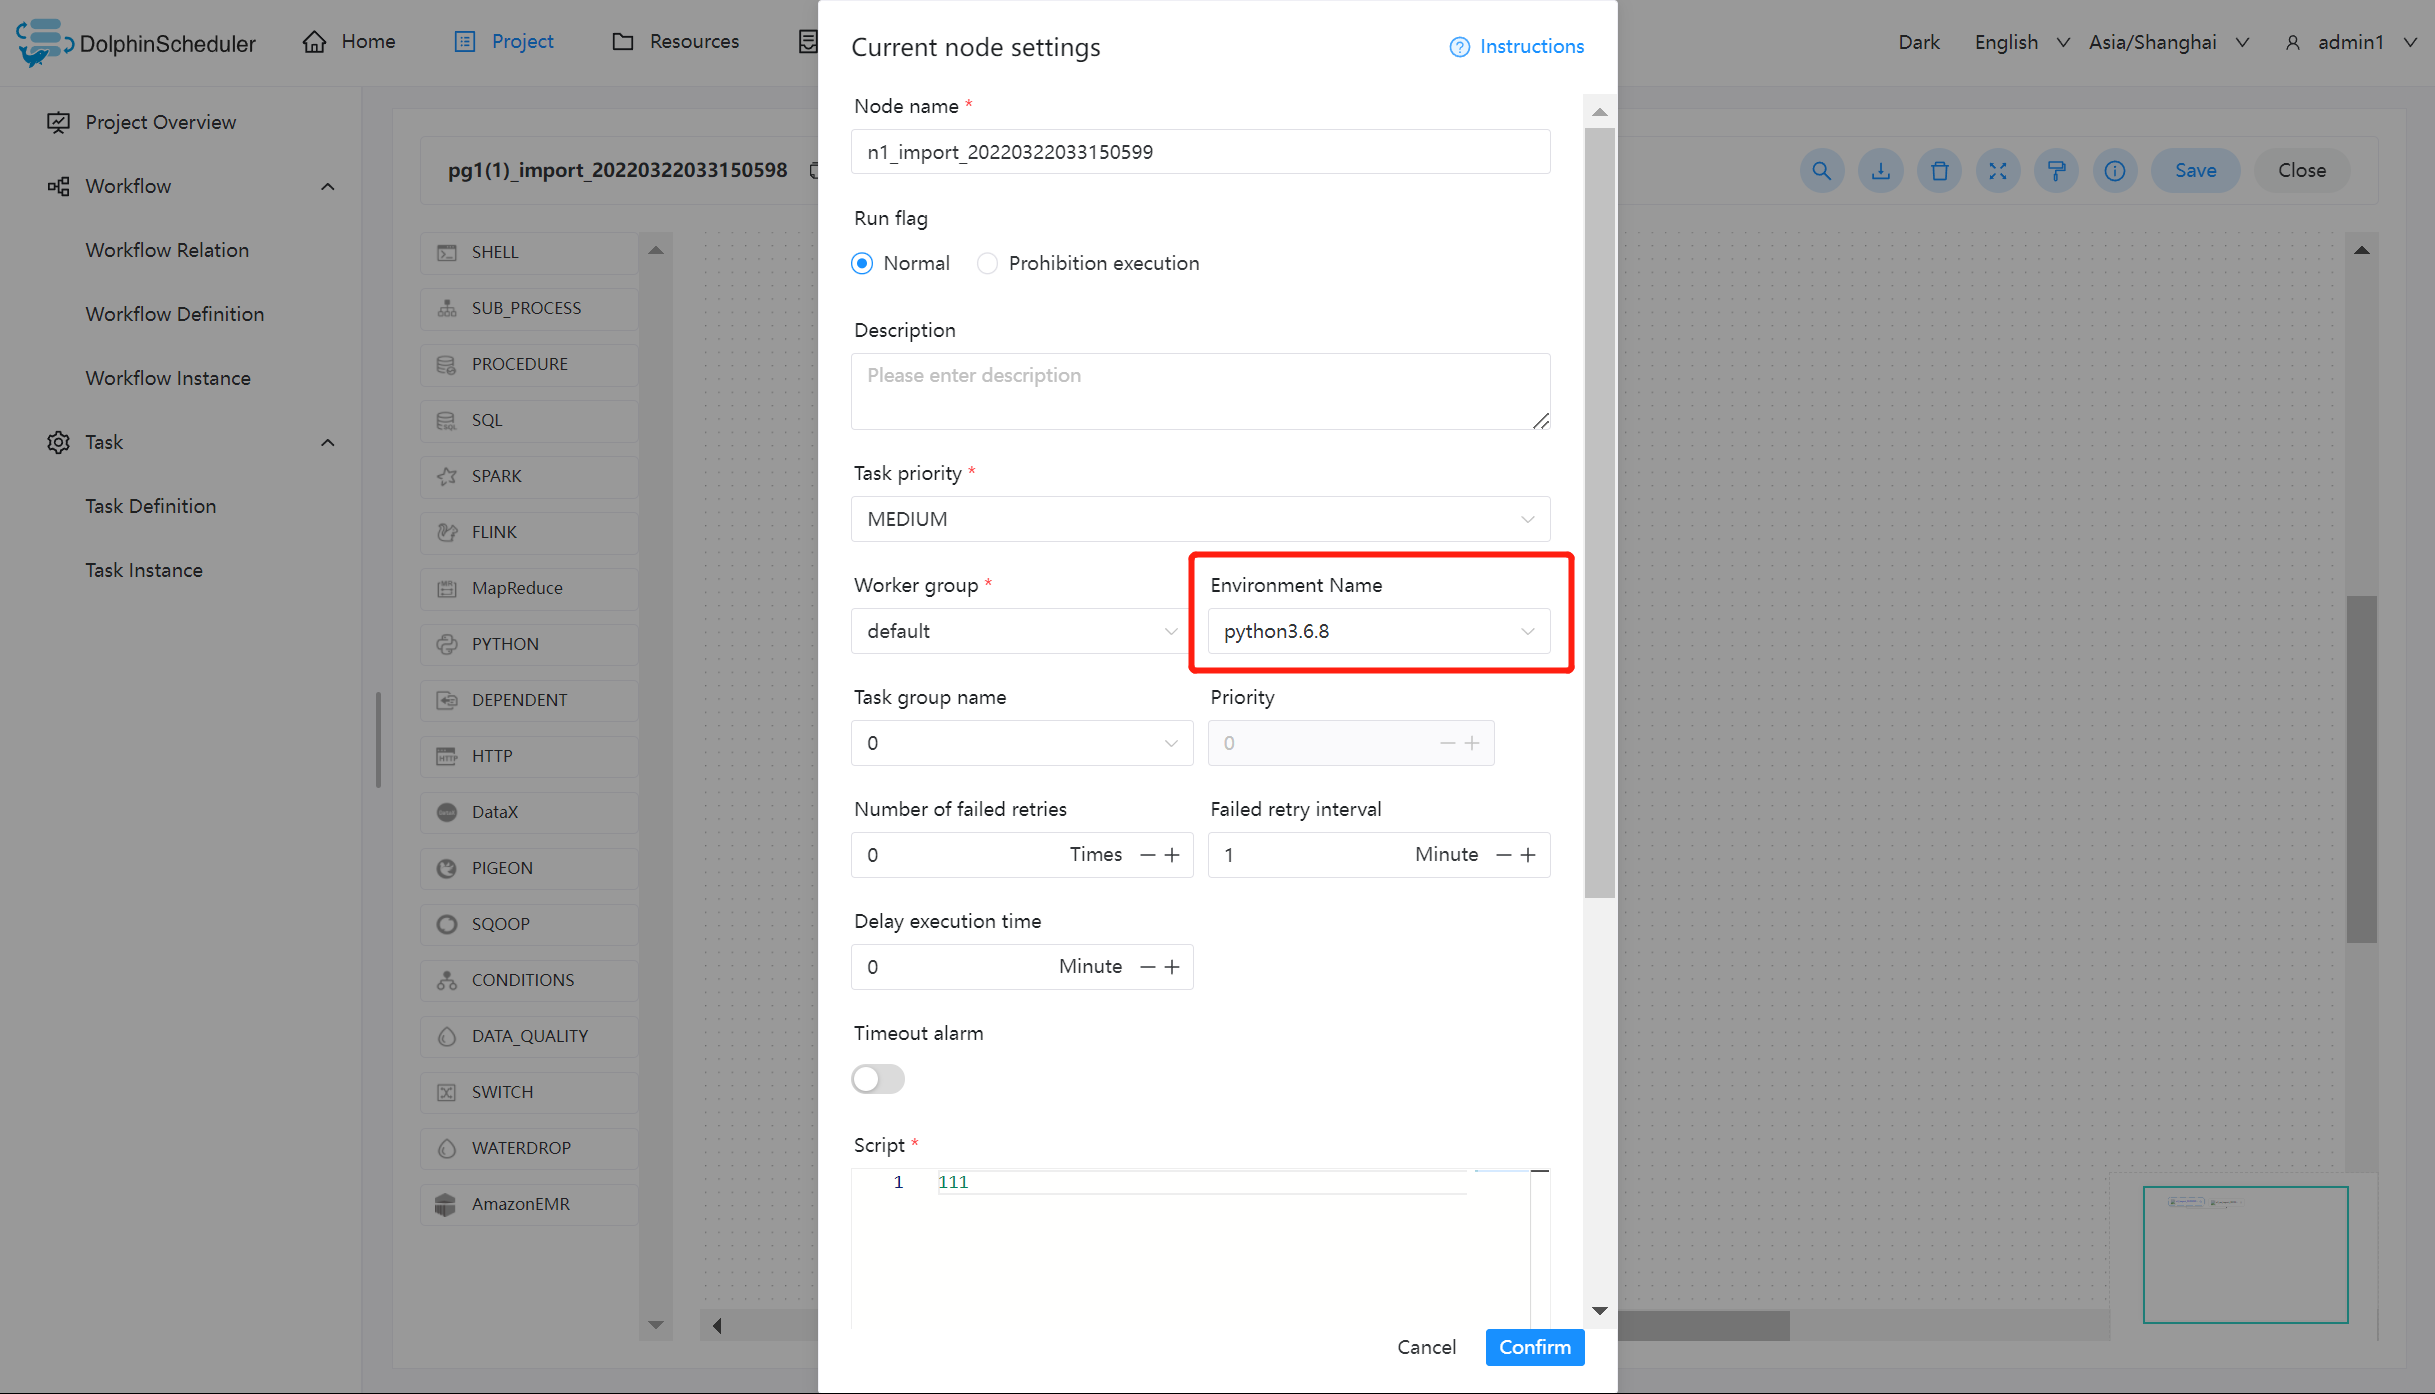 DolphinScheduler
Home
Project
Resources
Dark
English
Asia/Shanghai
admin1
Project Overview
Workflow
Workflow Relation
Workflow Definition
Workflow Instance
Task
Task Definition
Task Instance
pg1(1)_import_20220322033150598
Save
Close
SHELL
SUB_PROCESS
PROCEDURE
SQL
SPARK
FLINK
MapReduce
PYTHON
DEPENDENT
HTTP
DataX
PIGEON
SQOOP
CONDITIONS
DATA_QUALITY
SWITCH
WATERDROP
AmazonEMR
Current node settings
Instructions
Node name *
n1_import_20220322033150599
Run flag
Normal
Prohibition execution
Description
Please enter description
Task priority *
MEDIUM
Worker group *
Environment Name
default
python3.6.8
Task group name
Priority
0
0
Number of failed retries
Failed retry interval
0 Times
1 Minute
Delay execution time
0 Minute
Timeout alarm
Script *
1 111
Cancel
Confirm